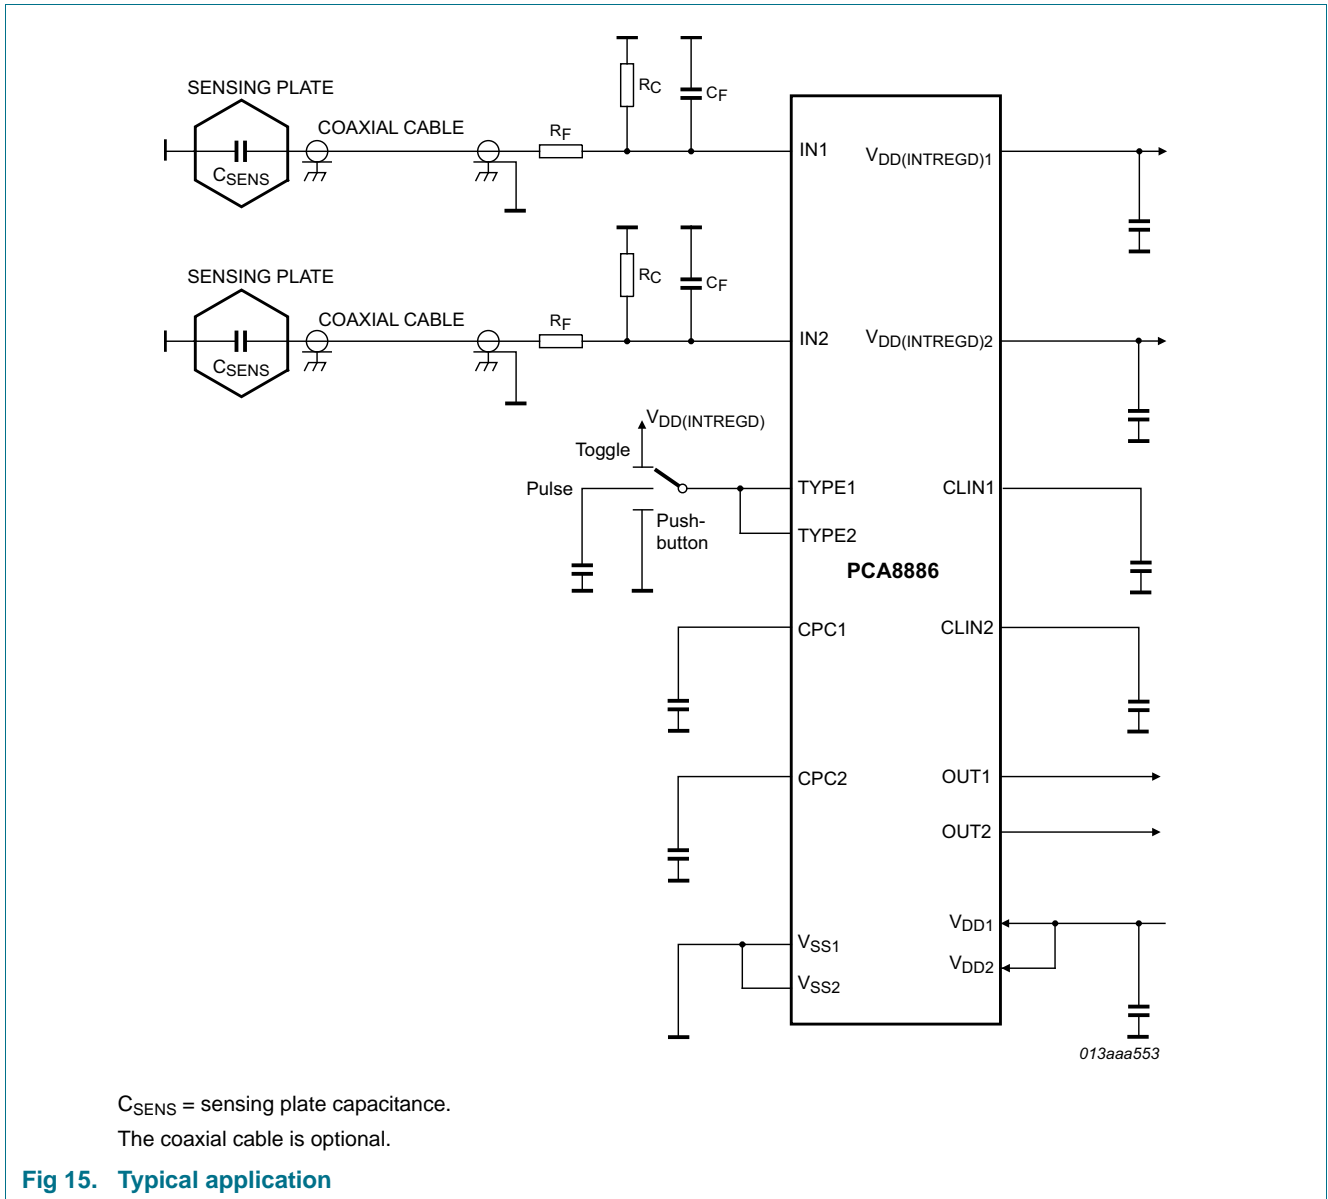 SENSING PLATE
CSENS
COAXIAL CABLE
RF
RC
CF
IN1
VDD(INTREGD)1
SENSING PLATE
CSENS
COAXIAL CABLE
RF
RC
CF
IN2
VDD(INTREGD)2
VDD(INTREGD)
Toggle
Pulse
Push-
button
TYPE1
TYPE2
CLIN1
PCA8886
CPC1
CLIN2
CPC2
OUT1
OUT2
VDD1
VDD2
VSS1
VSS2
013aaa553
CSENS = sensing plate capacitance.
The coaxial cable is optional.
Fig 15. Typical application